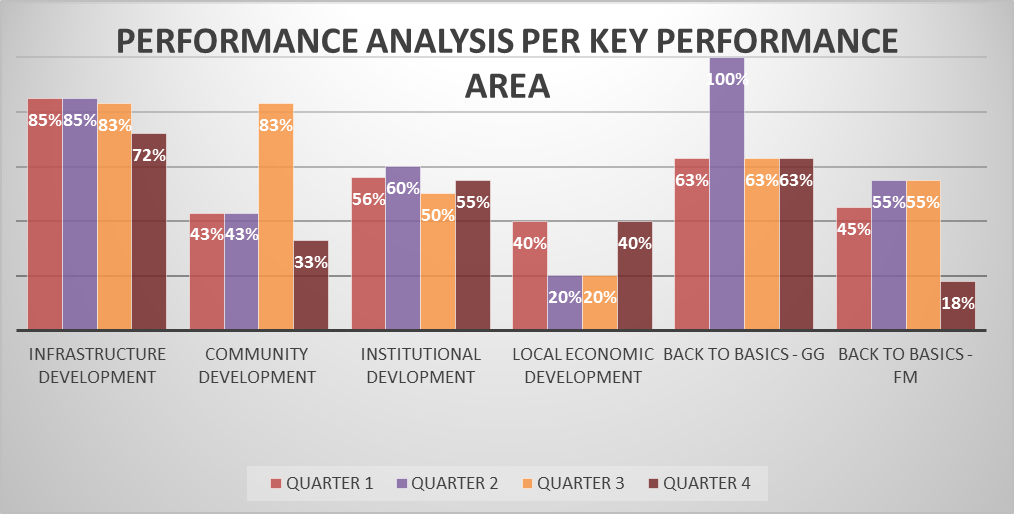 PERFORMANCE ANALYSIS PER KEY PERFORMANCE
AREA
85% 85% 83% 72%
43% 43% 83% 33%
56% 60% 50% 55%
40% 20% 20% 40%
63% 100% 63% 63%
45% 55% 55% 18%
INFRASTRUCTURE
DEVELOPMENT
COMMUNITY
DEVELOPMENT
INSTITUTIONAL
DEVLOPMENT
LOCAL ECONOMIC
DEVELOPMENT
BACK TO BASICS - GG
BACK TO BASICS -
FM
QUARTER 1 QUARTER 2 QUARTER 3 QUARTER 4